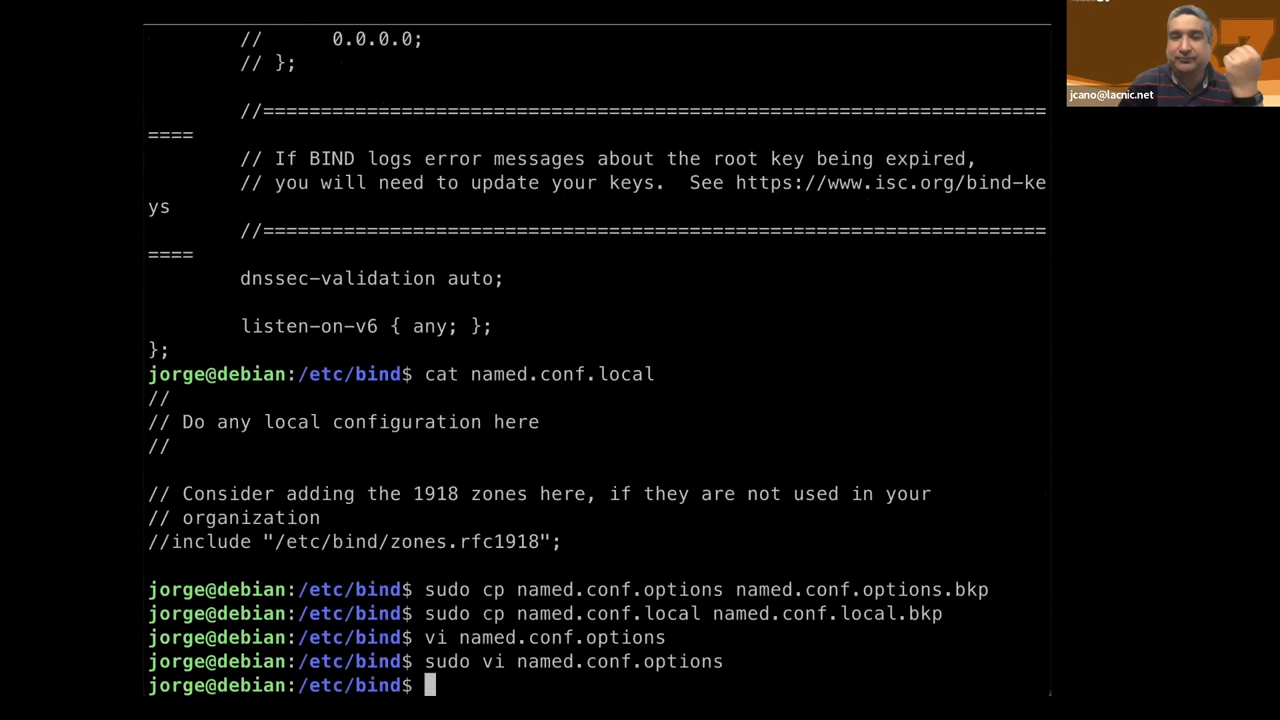 //      0.0.0.0;
// };
//====================================================================
====
// If BIND logs error messages about the root key being expired,
// you will need to update your keys.  See https://www.isc.org/bind-ke
ys
//====================================================================
====
dnssec-validation auto;
listen-on-v6 { any; };
};
jorge@debian:/etc/bind$ cat named.conf.local
//
// Do any local configuration here
//
// Consider adding the 1918 zones here, if they are not used in your
// organization
//include "/etc/bind/zones.rfc1918";
jorge@debian:/etc/bind$ sudo cp named.conf.options named.conf.options.bkp
jorge@debian:/etc/bind$ sudo cp named.conf.local named.conf.local.bkp
jorge@debian:/etc/bind$ vi named.conf.options
jorge@debian:/etc/bind$ sudo vi named.conf.options
jorge@debian:/etc/bind$
jcano@lacnic.net